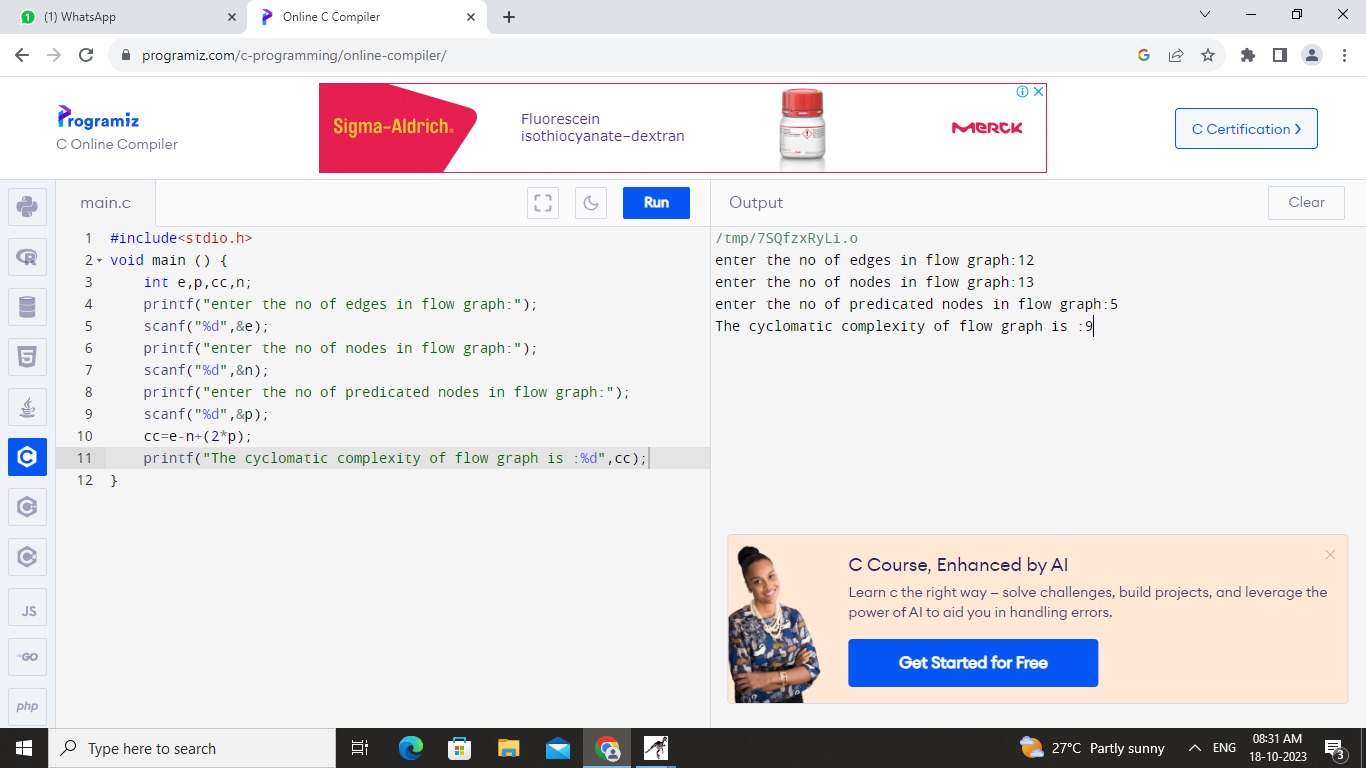 (1) WhatsApp
Online C Compiler
programiz.com/c-programming/online-compiler/
Programiz
C Online Compiler
Sigma-Aldrich®
Fluorescein
isothiocyanate–dextran
MERCK
C Certification
main.c
Run
Output
Clear
1 #include<stdio.h>
2 void main () {
3 int e,p,cc,n;
4 printf("enter the no of edges in flow graph:");
5 scanf("%d",&e);
6 printf("enter the no of nodes in flow graph:");
7 scanf("%d",&n);
8 printf("enter the no of predicated nodes in flow graph:");
9 scanf("%d",&p);
10 cc=e-n+(2*p);
11 printf("The cyclomatic complexity of flow graph is :%d",cc);
12 }
/tmp/7SQfzxRyLi.o
enter the no of edges in flow graph:12
enter the no of nodes in flow graph:13
enter the no of predicated nodes in flow graph:5
The cyclomatic complexity of flow graph is :9
R
5
C
JS
GO
php
C Course, Enhanced by AI
Learn c the right way – solve challenges, build projects, and leverage the
power of AI to aid you in handling errors.
Get Started for Free
Type here to search
27°C Partly sunny
ENG
08:31 AM
18-10-2023
3